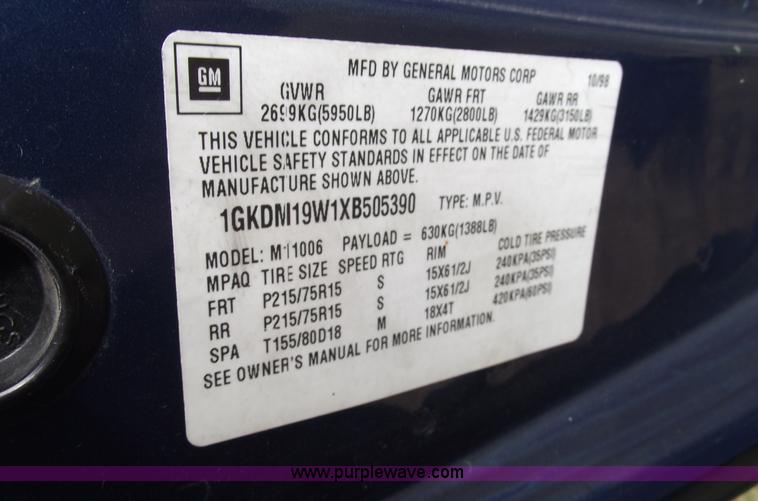 GM
MFD BY GENERAL MOTORS CORP 10/98
GVWR GAWR FRT GAWR RR
2699KG(5950LB) 1270KG(2800LB) 1429KG(3150LB)
THIS VEHICLE CONFORMS TO ALL APPLICABLE U.S. FEDERAL MOTOR
VEHICLE SAFETY STANDARDS IN EFFECT ON THE DATE OF
MANUFACTURE SHOWN ABOVE.
1GKDM19W1XB505390 TYPE: M.P.V.
MODEL: M11006 PAYLOAD = 630KG(1388LB)
MPAQ TIRE SIZE SPEED RTG RIM COLD TIRE PRESSURE
FRT P215/75R15 S 15X61/2J 240KPA(35PSI)
RR P215/75R15 S 15X61/2J 240KPA(35PSI)
SPA T155/80D18 M 18X4T 420KPA(60PSI)
SEE OWNER'S MANUAL FOR MORE INFORMATION.
www.purplewave.com